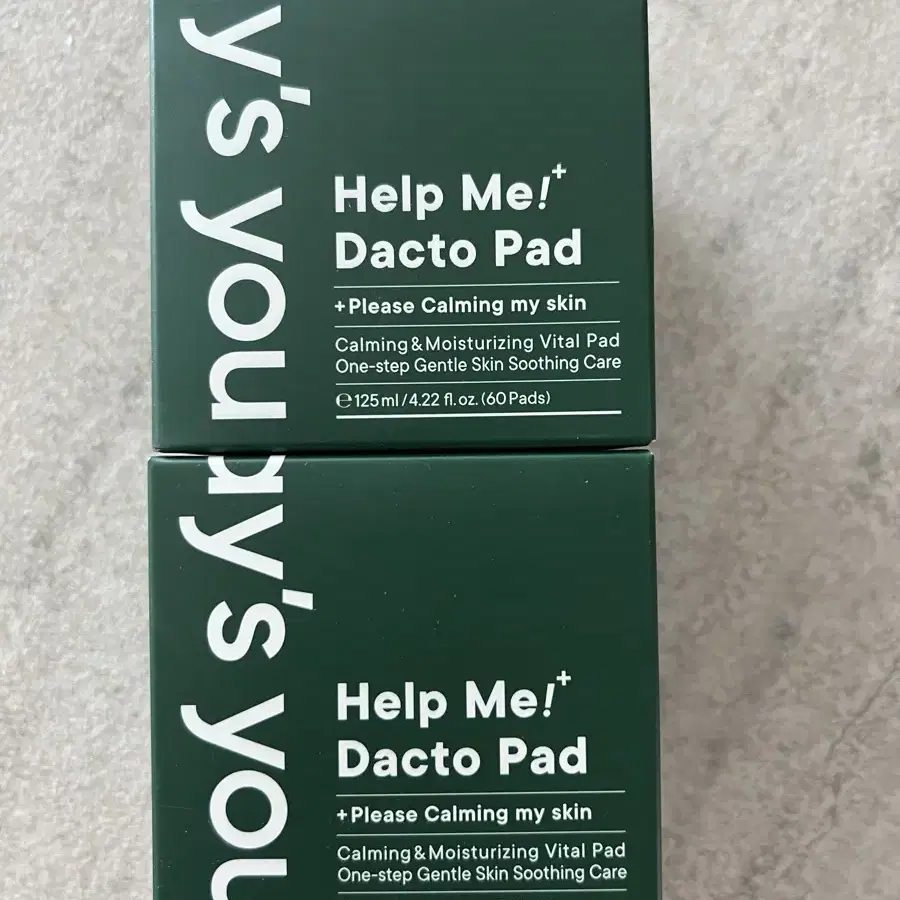 y's you
Help Me!+
Dacto Pad
+Please Calming my skin
Calming & Moisturizing Vital Pad
One-step Gentle Skin Soothing Care
℮ 125 ml / 4.22 fl. oz. (60 Pads)
ay's you
Help Me!+
Dacto Pad
+Please Calming my skin
Calming & Moisturizing Vital Pad
One-step Gentle Skin Soothing Care